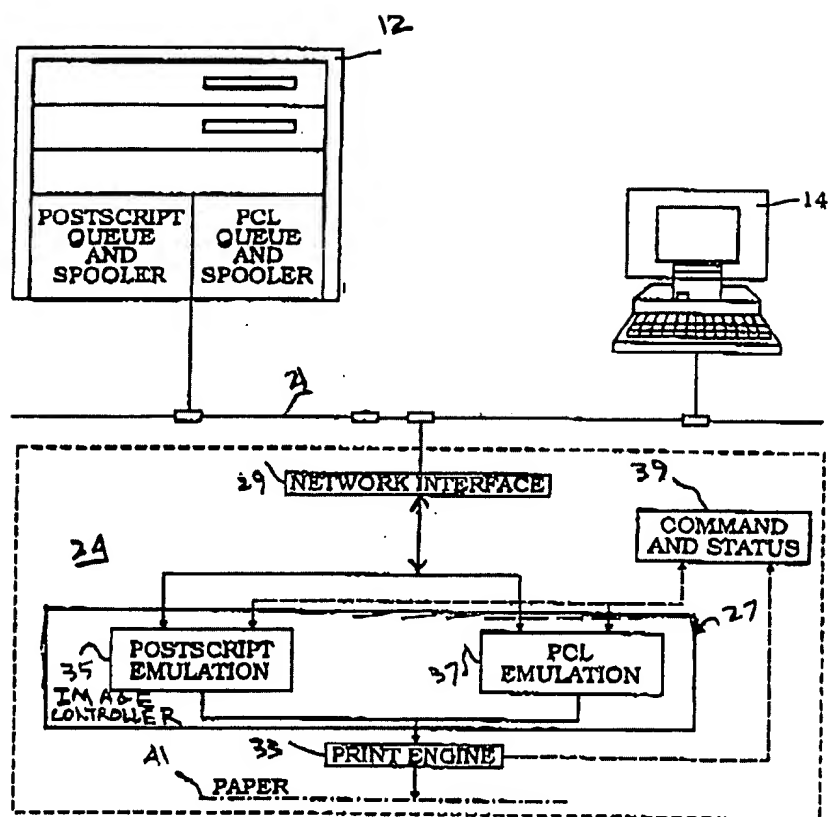 12
POSTSCRIPT
QUEUE
AND
SPOOLER
PCL
QUEUE
AND
SPOOLER
14
21
29
NETWORK INTERFACE
39
COMMAND
AND STATUS
24
27
35
POSTSCRIPT
EMULATION
37
PCL
EMULATION
IMAGE
CONTROLLER
33
PRINT ENGINE
41
PAPER